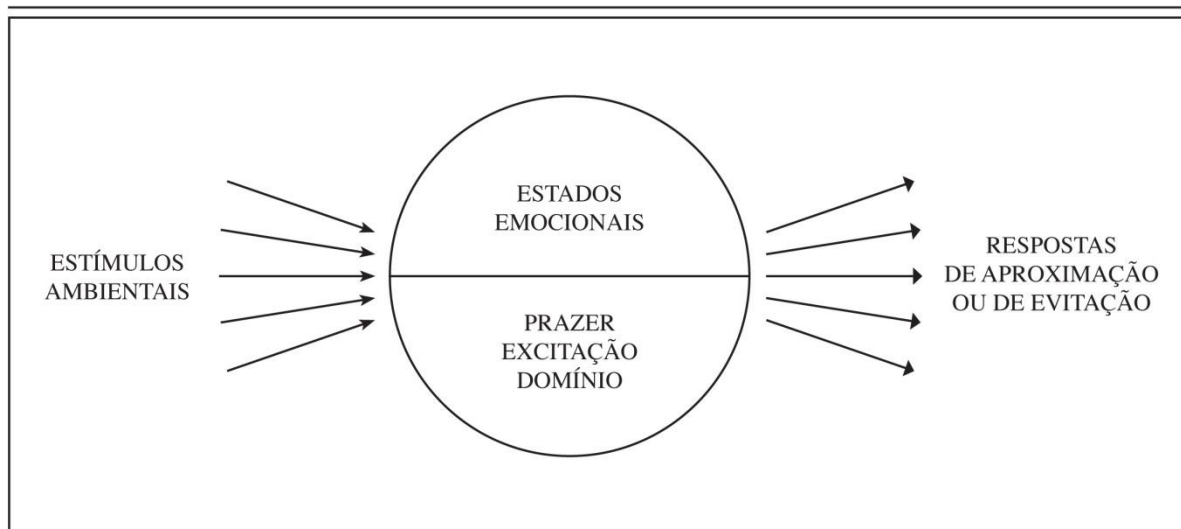 ESTÍMULOS
AMBIENTAIS
ESTADOS
EMOCIONAIS
PRAZER
EXCITAÇÃO
DOMÍNIO
RESPOSTAS
DE APROXIMAÇÃO
OU DE EVITAÇÃO